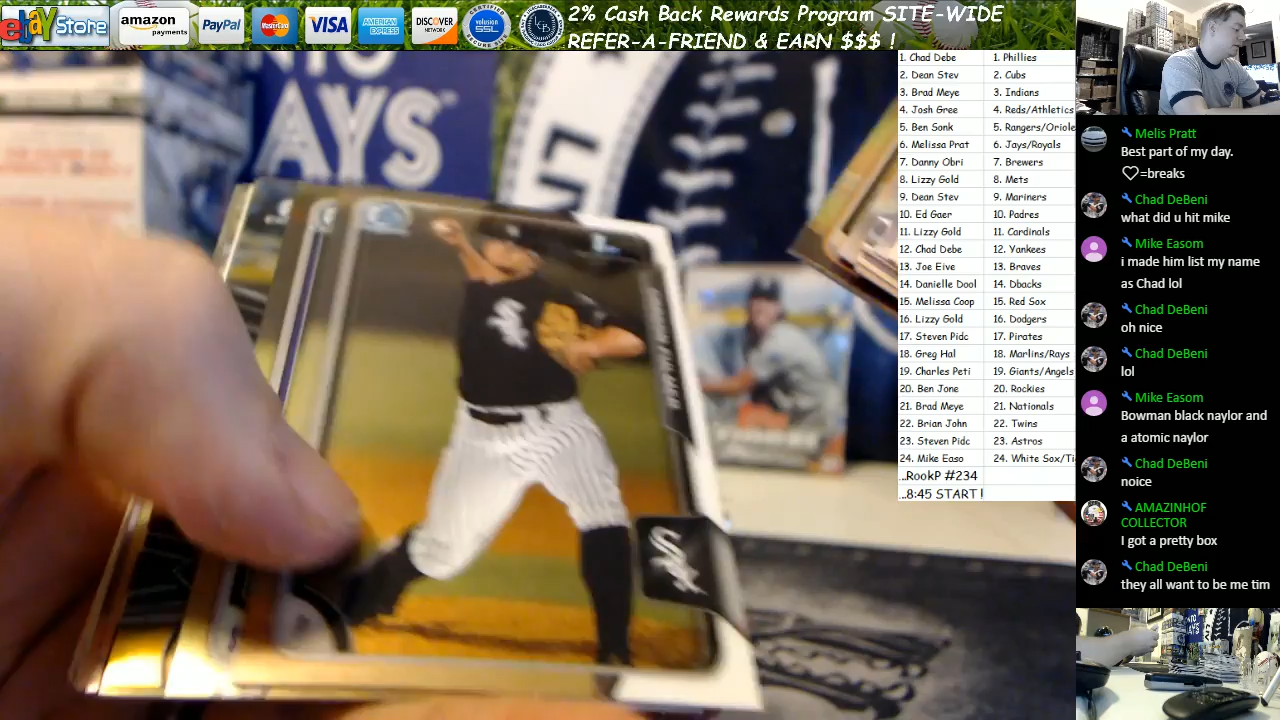 ebay Store
amazon
payments
PayPal
MasterCard
VISA
AMERICAN
EXPRESS
DISCOVER
NETWORK
2% Cash Back Rewards Program SITE-WIDE
REFER-A-FRIEND & EARN $$$ !
AYS
1. Chad Debe 1. Phillies
2. Dean Stev 2. Cubs
3. Brad Meye 3. Indians
4. Josh Gree 4. Reds/Athletics
5. Ben Sonk 5. Rangers/Oriole
6. Melissa Prat 6. Jays/Royals
7. Danny Obri 7. Brewers
8. Lizzy Gold 8. Mets
9. Dean Stev 9. Mariners
10. Ed Gaer 10. Padres
11. Lizzy Gold 11. Cardinals
12. Chad Debe 12. Yankees
13. Joe Eive 13. Braves
14. Danielle Dool 14. Dbacks
15. Melissa Coop 15. Red Sox
16. Lizzy Gold 16. Dodgers
17. Steven Pidc 17. Pirates
18. Greg Hal 18. Marlins/Rays
19. Charles Peti 19. Giants/Angels
20. Ben Jone 20. Rockies
21. Brad Meye 21. Nationals
22. Brian John 22. Twins
23. Steven Pidc 23. Astros
24. Mike Easo 24. White Sox/Ti
...RookP #234
...8:45 START !
Melis Pratt
Best part of my day.
♡=breaks
Chad DeBeni
what did u hit mike
Mike Easom
i made him list my name
as Chad lol
Chad DeBeni
oh nice
Chad DeBeni
lol
Mike Easom
Bowman black naylor and
a atomic naylor
Chad DeBeni
noice
AMAZINHOF
COLLECTOR
I got a pretty box
Chad DeBeni
they all want to be me tim